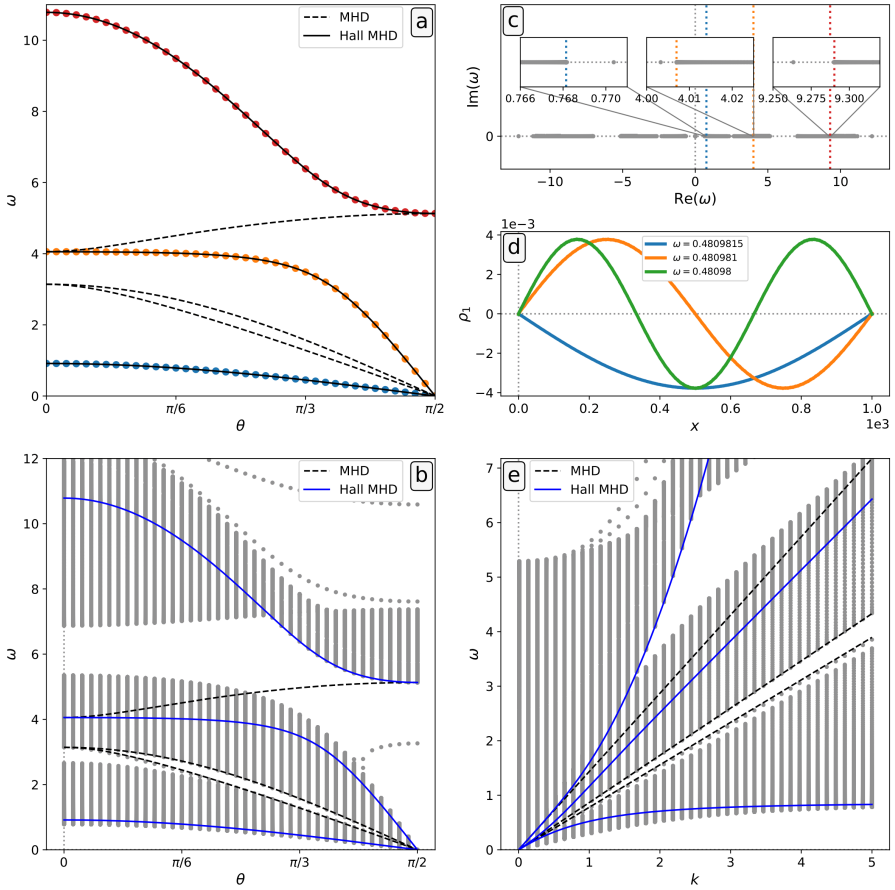 a
MHD
Hall MHD
10
8
6
4
2
0
ω
0
π/6
π/3
π/2
θ
c
0.766
0.768
0.770
4.00
4.01
4.02
9.250
9.275
9.300
Im(ω)
0
−10
−5
0
5
10
Re(ω)
1e−3
d
ω = 0.4809815
ω = 0.480981
ω = 0.48098
4
2
0
−2
−4
ρ1
0.0
0.2
0.4
0.6
0.8
1.0
1e3
x
b
MHD
Hall MHD
12
10
8
6
4
2
0
ω
0
π/6
π/3
π/2
θ
e
MHD
Hall MHD
7
6
5
4
3
2
1
0
ω
0
1
2
3
4
5
k